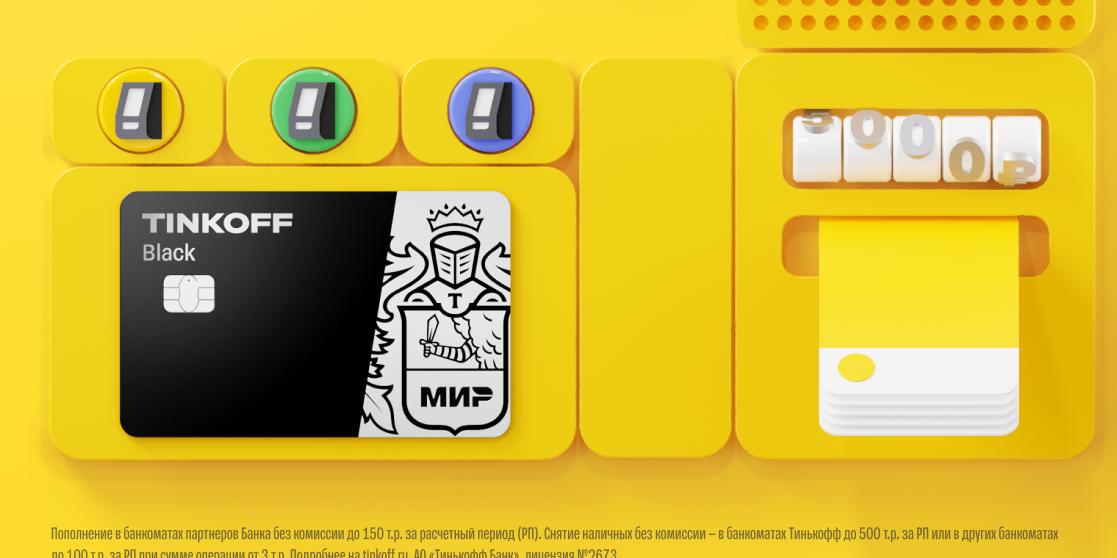 5000₽
TINKOFF
Black
T
МИР
Пополнение в банкоматах партнеров Банка без комиссии до 150 т.р. за расчетный период (РП). Снятие наличных без комиссии – в банкоматах Тинькофф до 500 т.р. за РП или в других банкоматах
до 100 т.р. за РП при сумме операции от 3 т.р. Подробнее на tinkoff.ru. АО «Тинькофф Банк», лицензия №2673